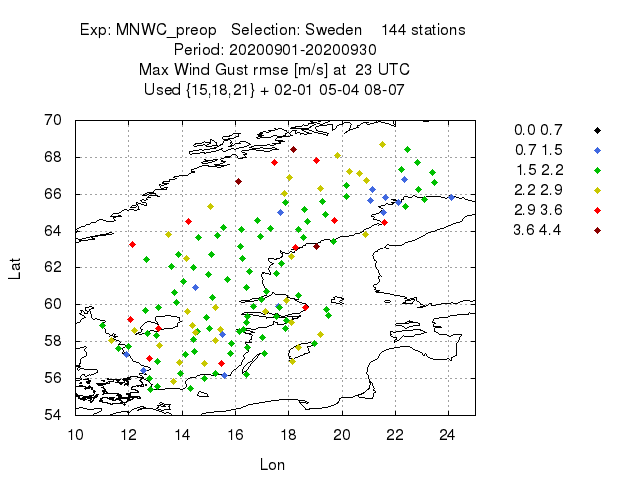 Exp: MNWC_preop   Selection: Sweden    144 stations
Period: 20200901-20200930
Max Wind Gust rmse [m/s] at  23 UTC
Used {15,18,21} + 02-01 05-04 08-07
70
68
66
64
62
60
58
56
54
Lat
10 12 14 16 18 20 22 24
Lon
0.0 0.7
0.7 1.5
1.5 2.2
2.2 2.9
2.9 3.6
3.6 4.4